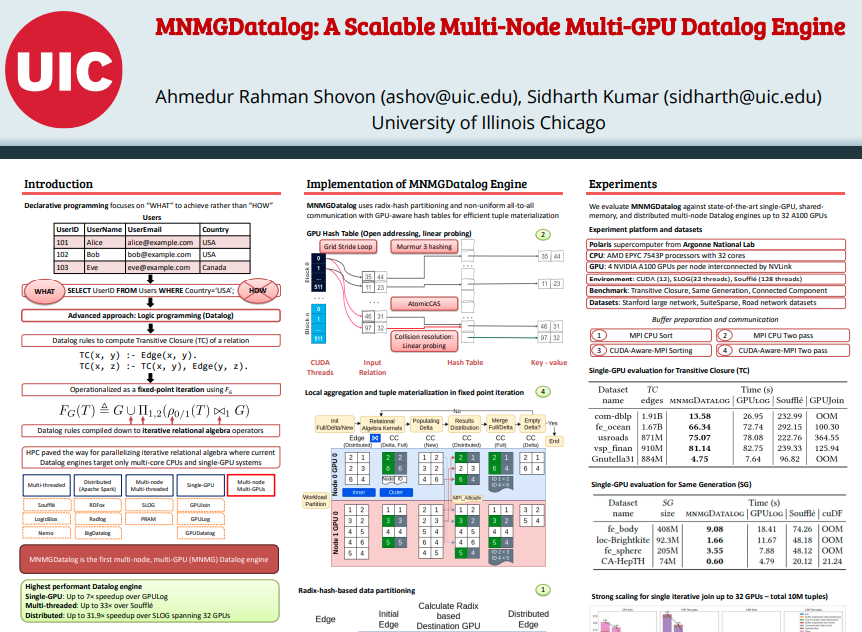 UIC
MNMGDatalog: A Scalable Multi-Node Multi-GPU Datalog Engine
Ahmedur Rahman Shovon (ashov@uic.edu), Sidharth Kumar (sidharth@uic.edu)
University of Illinois Chicago
Introduction
Declarative programming focuses on "WHAT" to achieve rather than "HOW"
Users
UserID UserName UserEmail Country
101 Alice alice@example.com USA
102 Bob bob@example.com USA
103 Eve eve@example.com Canada
WHAT SELECT UserID FROM Users WHERE Country='USA'; HOW
Advanced approach: Logic programming (Datalog)
Datalog rules to compute Transitive Closure (TC) of a relation
TC(x, y) :- Edge(x, y).
TC(x, z) :- TC(x, y), Edge(y, z).
Operationalized as a fixed-point iteration using F_G
F_G(T) ≜ G ∪ Π_{1,2}(ρ_{0/1}(T) ⋈_1 G)
Datalog rules compiled down to iterative relational algebra operators
HPC paved the way for parallelizing iterative relational algebra where current
Datalog engines target only multi-core CPUs and single-GPU systems
Multi-threaded
Distributed
(Apache Spark)
Multi-node
Multi-threaded
Single-GPU
Multi-node
Multi-GPUs
Soufflé RDFox SLOG GPUJoin
LogicBlox Radlog PRAM GPULog
Nemo BigDatalog GPUDatalog
MNMGDatalog is the first multi-node, multi-GPU (MNMG) Datalog engine
Highest performant Datalog engine
Single-GPU: Up to 7× speedup over GPULog
Multi-threaded: Up to 33× over Soufflé
Distributed: Up to 31.9× speedup over SLOG spanning 32 GPUs
Implementation of MNMGDatalog Engine
MNMGDatalog uses radix-hash partitioning and non-uniform all-to-all
communication with GPU-aware hash tables for efficient tuple materialization
GPU Hash Table (Open addressing, linear probing) 2
Grid Stride Loop
Murmur 3 hashing
Block 0
0
1
...
511
35 44
11 23
35 44
11 23
...
AtomicCAS
Block n
0
1
...
511
46 31
97 32
46 31
97 32
Collision resolution:
Linear probing
CUDA
Threads
Input
Relation
Hash Table
Key - value
Local aggregation and tuple materialization in fixed point iteration 4
No
Init
Full/Delta/New
Relational
Algebra Kernels
Populating
Delta
Results
Distribution
Merge
Full/Delta
Empty
Delta?
Yes
End
Edge
(Distributed)
CC
(Delta, Full)
CC
(New)
CC
(Distributed)
CC
(Full)
CC
(Delta)
Node 0 GPU 0
Inner
Outer
Workload
Partition
MPI_Alltoallv
Node 1 GPU 0
Radix-hash-based data partitioning 1
Edge
Initial
Edge
Calculate Radix
based
Destination GPU
Distributed
Edge
Experiments
We evaluate MNMGDatalog against state-of-the-art single-GPU, shared-
memory, and distributed multi-node Datalog engines up to 32 A100 GPUs
Experiment platform and datasets
Polaris supercomputer from Argonne National Lab
CPU: AMD EPYC 7543P processors with 32 cores
GPU: 4 NVIDIA A100 GPUs per node interconnected by NVLink
Environment: CUDA (12), SLOG(32 threads), Soufflé (128 threads)
Benchmark: Transitive Closure, Same Generation, Connected Component
Datasets: Stanford large network, SuiteSparse, Road network datasets
Buffer preparation and communication
1 MPI CPU Sort
2 MPI CPU Two pass
3 CUDA-Aware-MPI Sorting
4 CUDA-Aware-MPI Two pass
Single-GPU evaluation for Transitive Closure (TC)
Dataset TC Time (s)
name edges MNMGDATALOG GPULOG Soufflé GPUJoin
com-dblp 1.91B 13.58 26.95 232.99 OOM
fe_ocean 1.67B 66.34 72.74 292.15 100.30
usroads 871M 75.07 78.08 222.76 364.55
vsp_finan 910M 81.14 82.75 239.33 125.94
Gnutella31 884M 4.75 7.64 96.82 OOM
Single-GPU evaluation for Same Generation (SG)
Dataset SG Time (s)
name size MNMGDATALOG GPULOG Soufflé cuDF
fe_body 408M 9.08 18.41 74.26 OOM
loc-Brightkite 92.3M 1.66 11.67 48.18 OOM
fe_sphere 205M 3.55 7.88 48.12 OOM
CA-HepTH 74M 0.60 4.79 20.12 21.24
Strong scaling for single iterative join up to 32 GPUs – total 10M tuples)